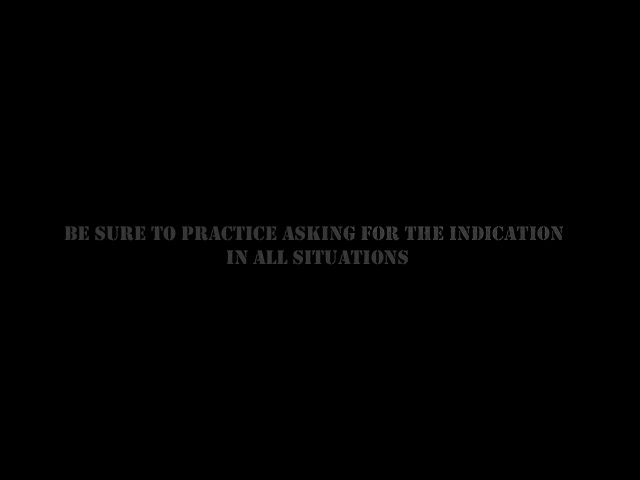 BE SURE TO PRACTICE ASKING FOR THE INDICATION
IN ALL SITUATIONS